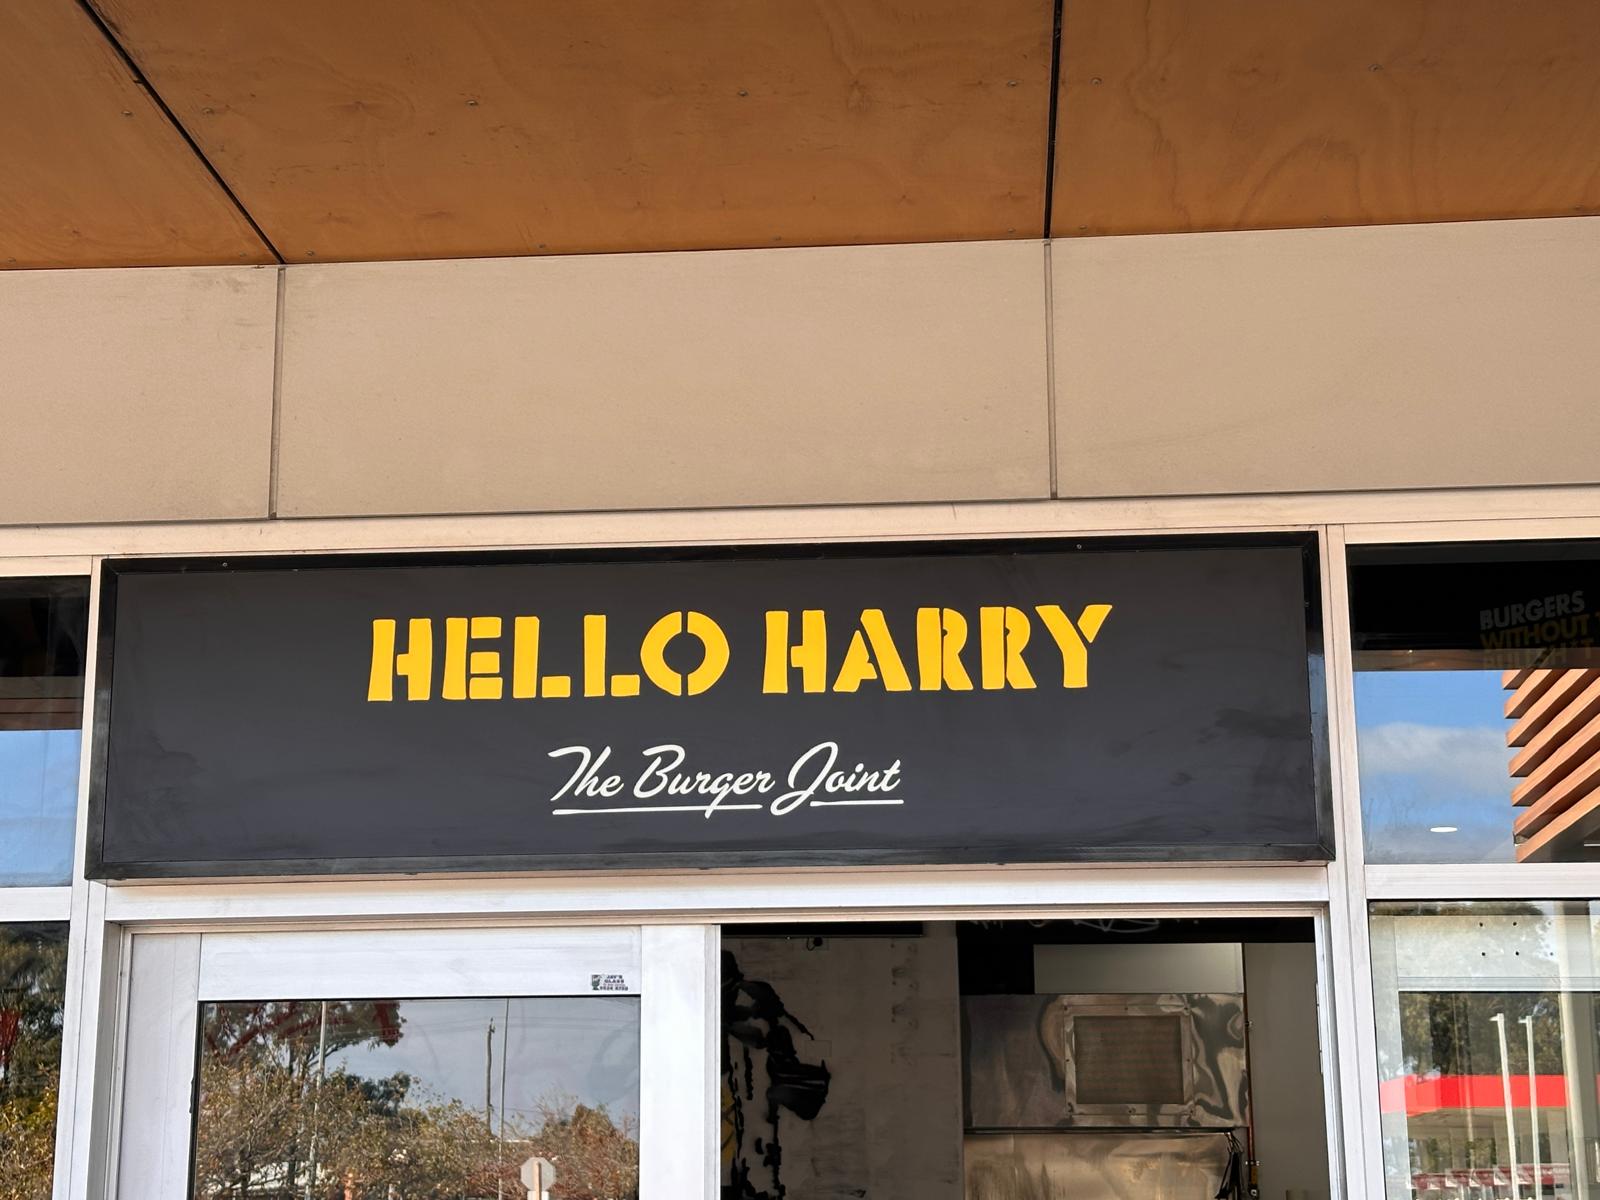 HELLO HARRY
The Burger Joint
BURGERS
WITHOUT